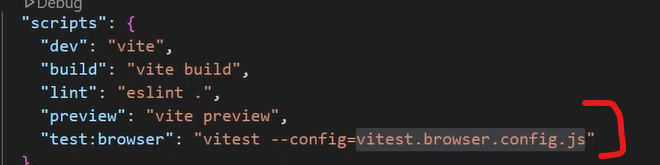 Debug
"scripts": {
"dev": "vite",
"build": "vite build",
"lint": "eslint .",
"preview": "vite preview",
"test:browser": "vitest --config=vitest.browser.config.js"
}